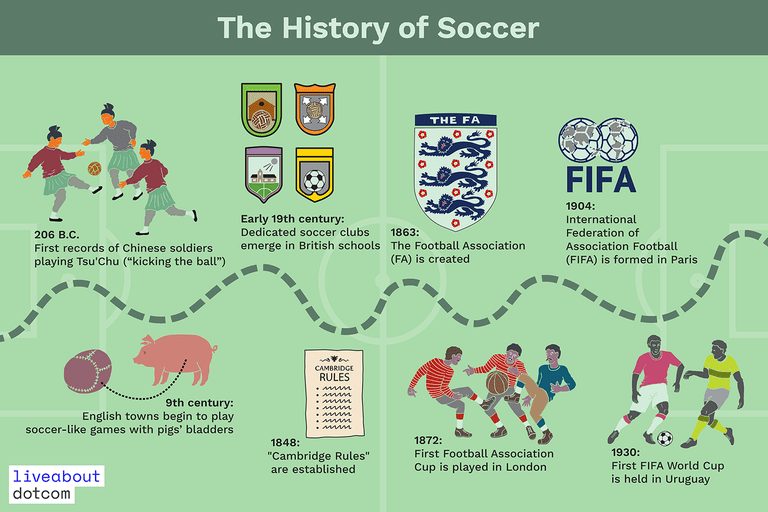 The History of Soccer
206 B.C.
First records of Chinese soldiers
playing Tsu'Chu ("kicking the ball")
Early 19th century:
Dedicated soccer clubs
emerge in British schools
THE FA
1863:
The Football Association
(FA) is created
FIFA
1904:
International
Federation of
Association Football
(FIFA) is formed in Paris
9th century:
English towns begin to play
soccer-like games with pigs' bladders
CAMBRIDGE
RULES
1848:
"Cambridge Rules"
are established
1872:
First Football Association
Cup is played in London
1930:
First FIFA World Cup
is held in Uruguay
liveabout
dotcom